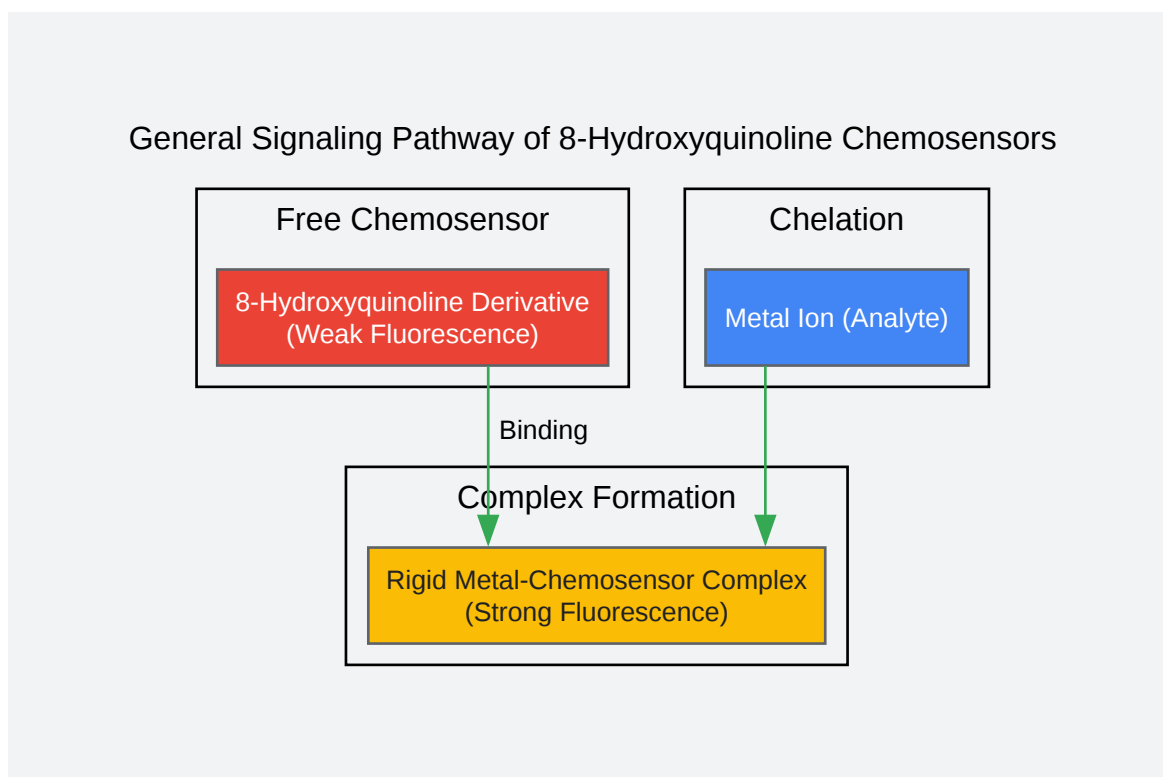 General Signaling Pathway of 8-Hydroxyquinoline Chemosensors
Free Chemosensor
8-Hydroxyquinoline Derivative
(Weak Fluorescence)
Chelation
Metal Ion (Analyte)
Binding
Complex Formation
Rigid Metal-Chemosensor Complex
(Strong Fluorescence)